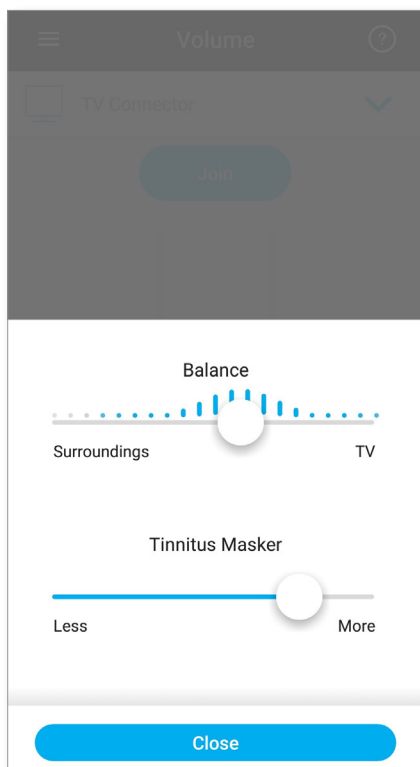 Volume
?
TV Connector
Join
Balance
Surroundings TV
Tinnitus Masker
Less More
Close